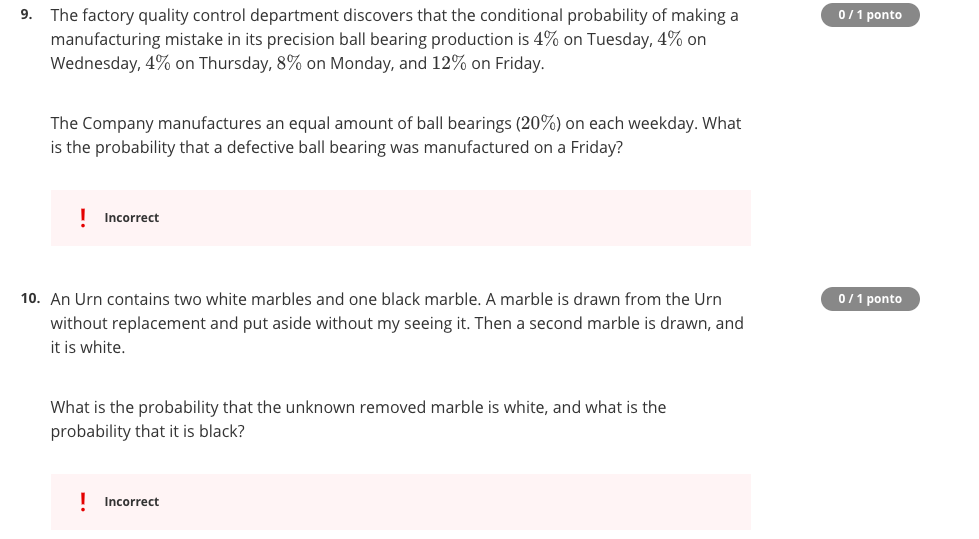 9. The factory quality control department discovers that the conditional probability of making a 0 / 1 ponto
manufacturing mistake in its precision ball bearing production is 4% on Tuesday, 4% on
Wednesday, 4% on Thursday, 8% on Monday, and 12% on Friday.
The Company manufactures an equal amount of ball bearings (20%) on each weekday. What
is the probability that a defective ball bearing was manufactured on a Friday?
! Incorrect
10. An Urn contains two white marbles and one black marble. A marble is drawn from the Urn 0 / 1 ponto
without replacement and put aside without my seeing it. Then a second marble is drawn, and
it is white.
What is the probability that the unknown removed marble is white, and what is the
probability that it is black?
! Incorrect